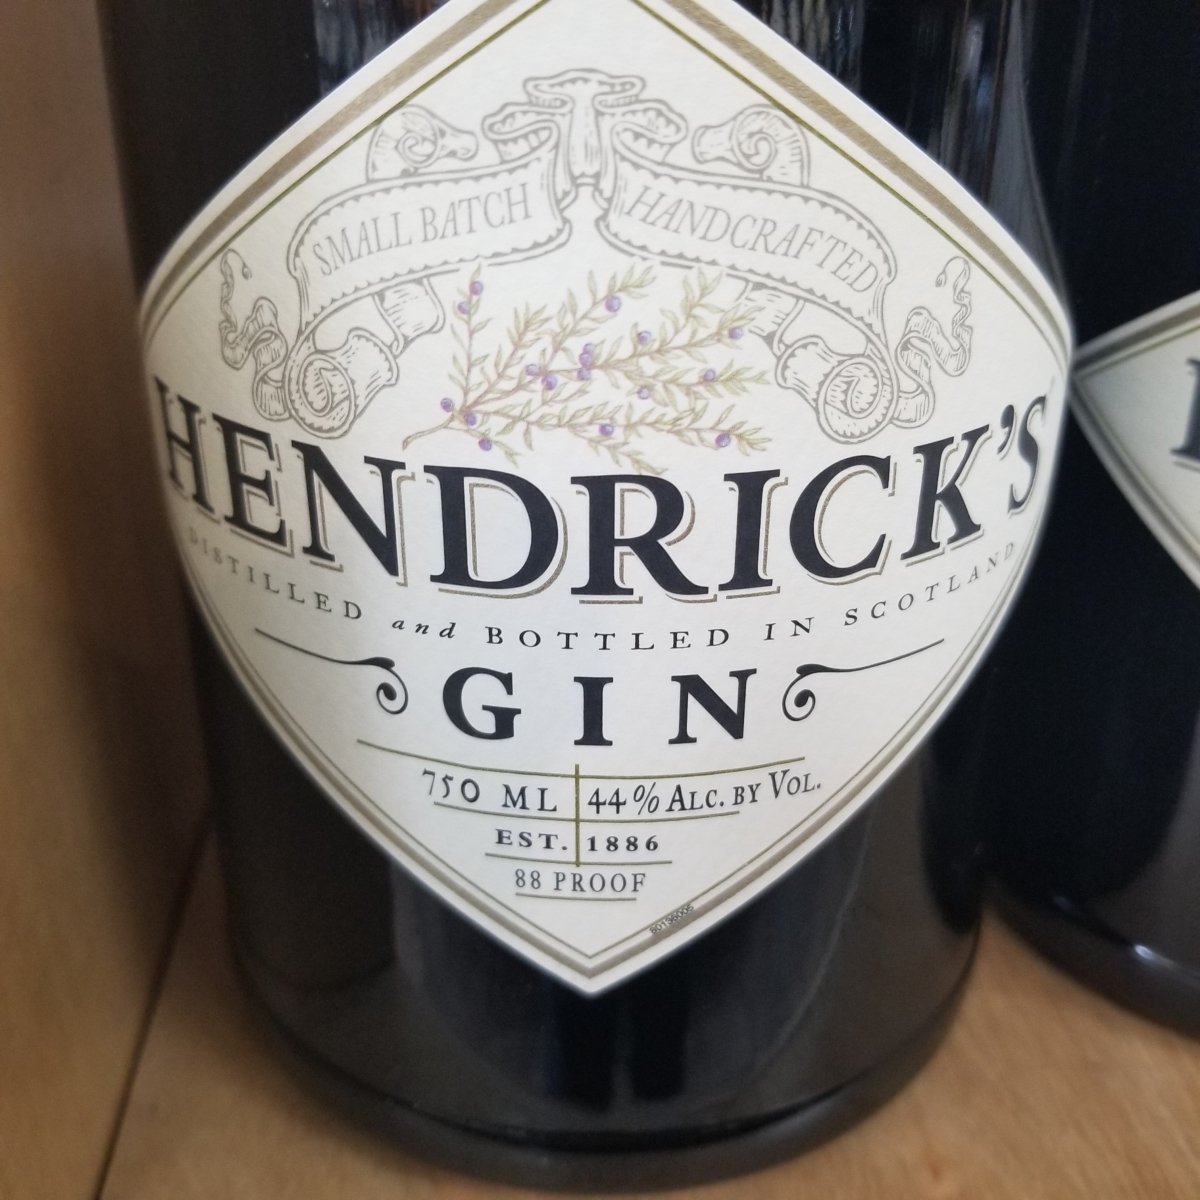 SMALL BATCH HANDCRAFTED
HENDRICK'S
DISTILLED and BOTTLED IN SCOTLAND
GIN
750 ML 44% ALC. BY VOL.
EST. 1886
88 PROOF